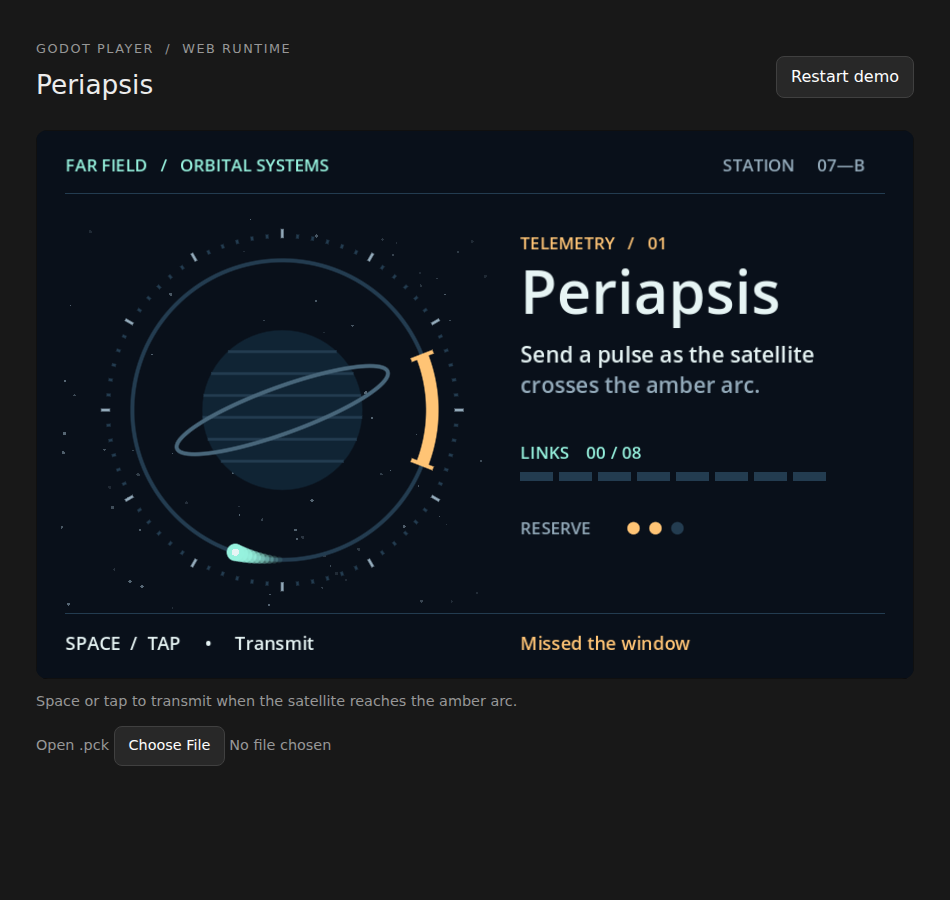 GODOT PLAYER / WEB RUNTIME
Periapsis
Restart demo
FAR FIELD / ORBITAL SYSTEMS
STATION 07—B
TELEMETRY / 01
Periapsis
Send a pulse as the satellite
crosses the amber arc.
LINKS 00 / 08
RESERVE
SPACE / TAP • Transmit
Missed the window
Space or tap to transmit when the satellite reaches the amber arc.
Open .pck Choose File No file chosen